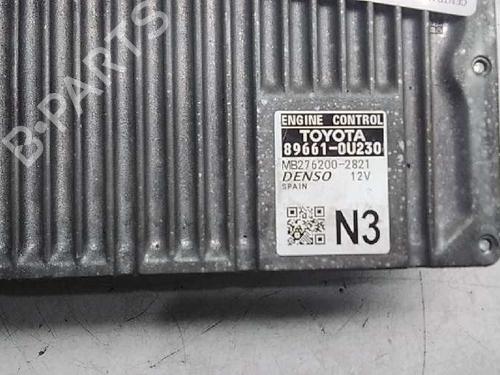 B-PARTS
ENGINE CONTROL
TOYOTA
89661-0U230
MB276200-2821
DENSO 12V
SPAIN
N3